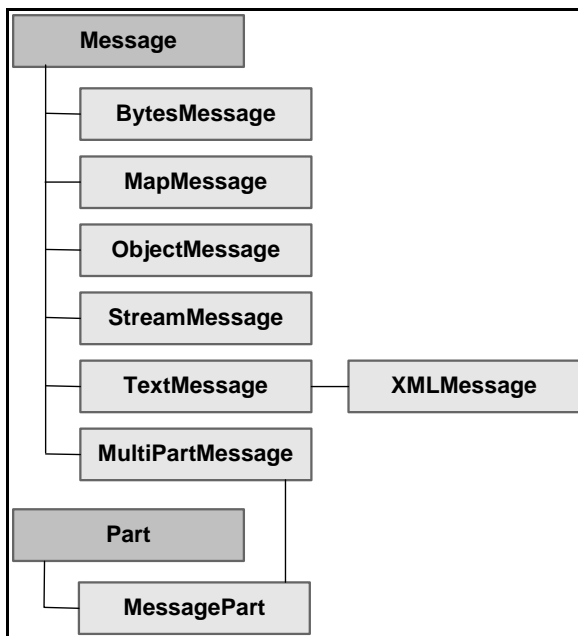 Message
BytesMessage
MapMessage
ObjectMessage
StreamMessage
TextMessage
XMLMessage
MultiPartMessage
Part
MessagePart